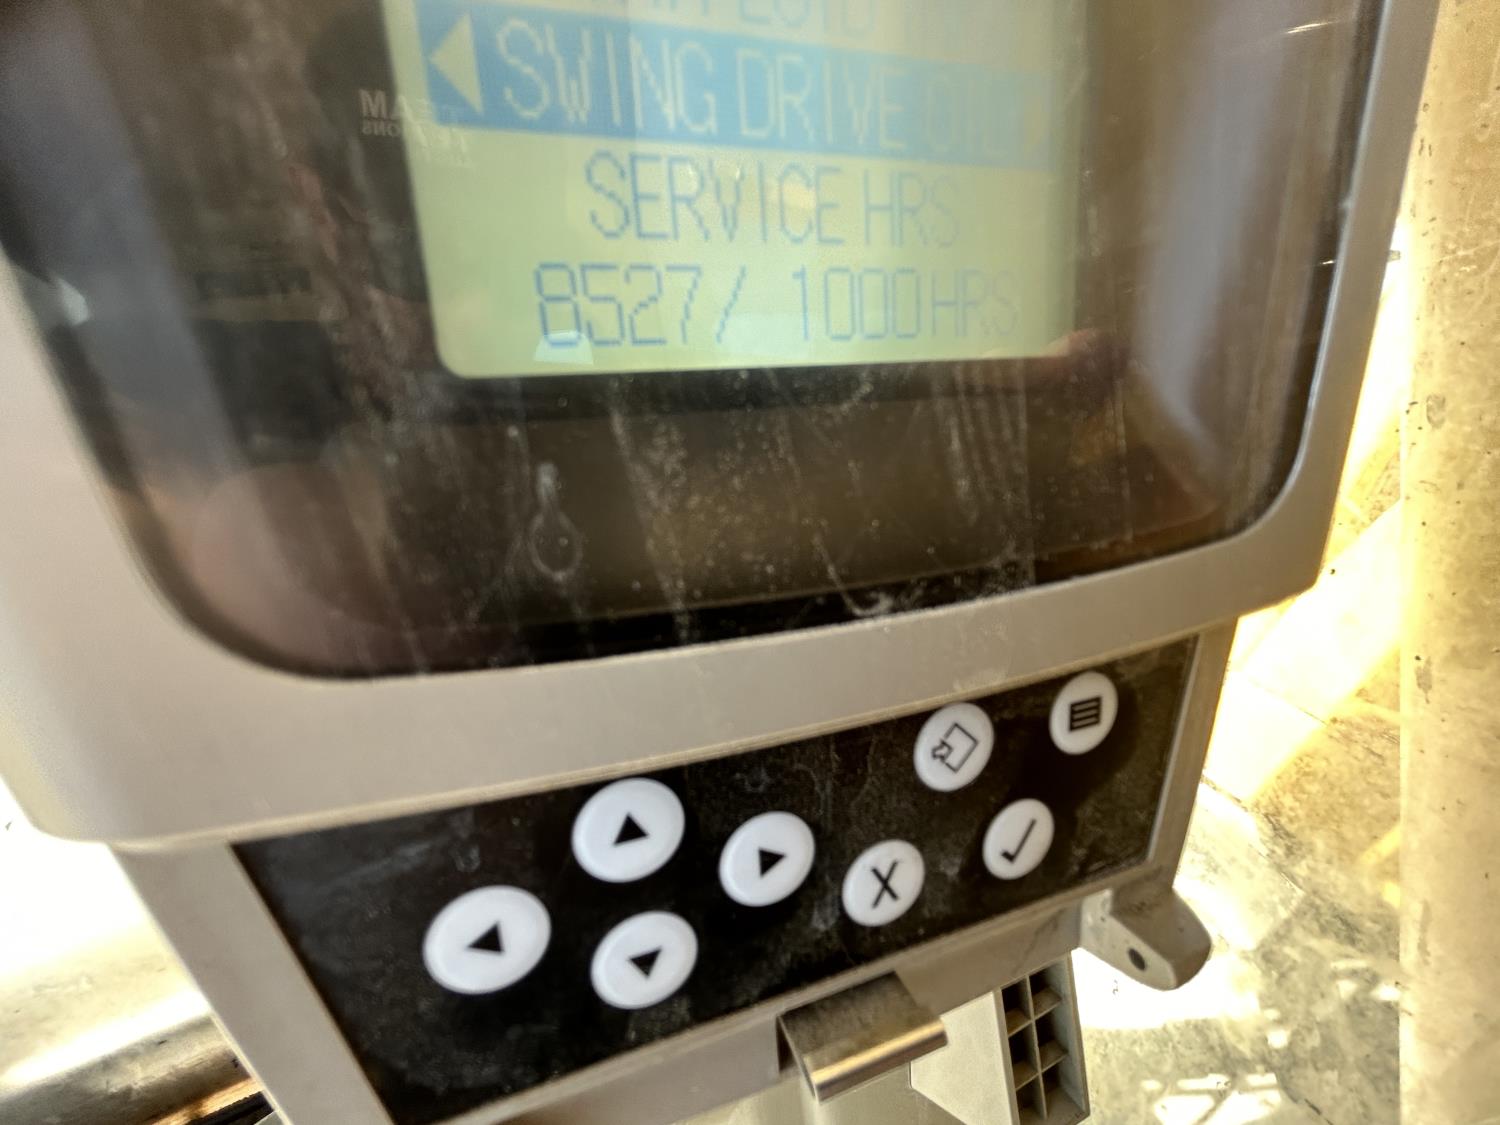 SWING DRIVE OIL
SERVICE HRS
8527/ 1000HRS
X